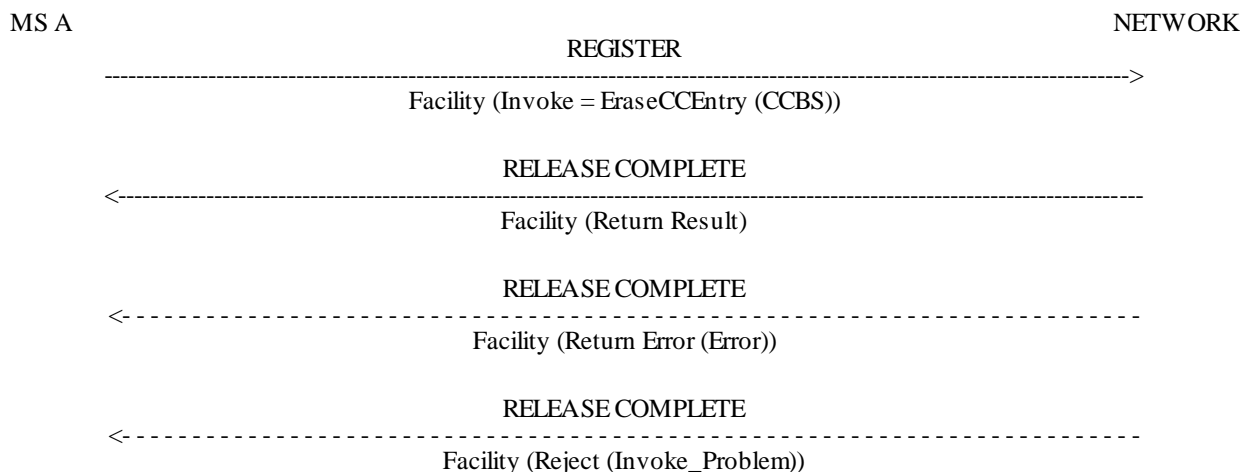 MS A NETWORK
REGISTER
------------------------------------------------------------------------------------------------------------------------------------>
Facility (Invoke = EraseCCEntry (CCBS))
RELEASE COMPLETE
<------------------------------------------------------------------------------------------------------------------------------------
Facility (Return Result)
RELEASE COMPLETE
<- - - - - - - - - - - - - - - - - - - - - - - - - - - - - - - - - - - - - - - - - - - - - - - - - - - - - - - - - - - - - - - - - - - - - - - - -
Facility (Return Error (Error))
RELEASE COMPLETE
<- - - - - - - - - - - - - - - - - - - - - - - - - - - - - - - - - - - - - - - - - - - - - - - - - - - - - - - - - - - - - - - - - - - - - - - - -
Facility (Reject (Invoke_Problem))